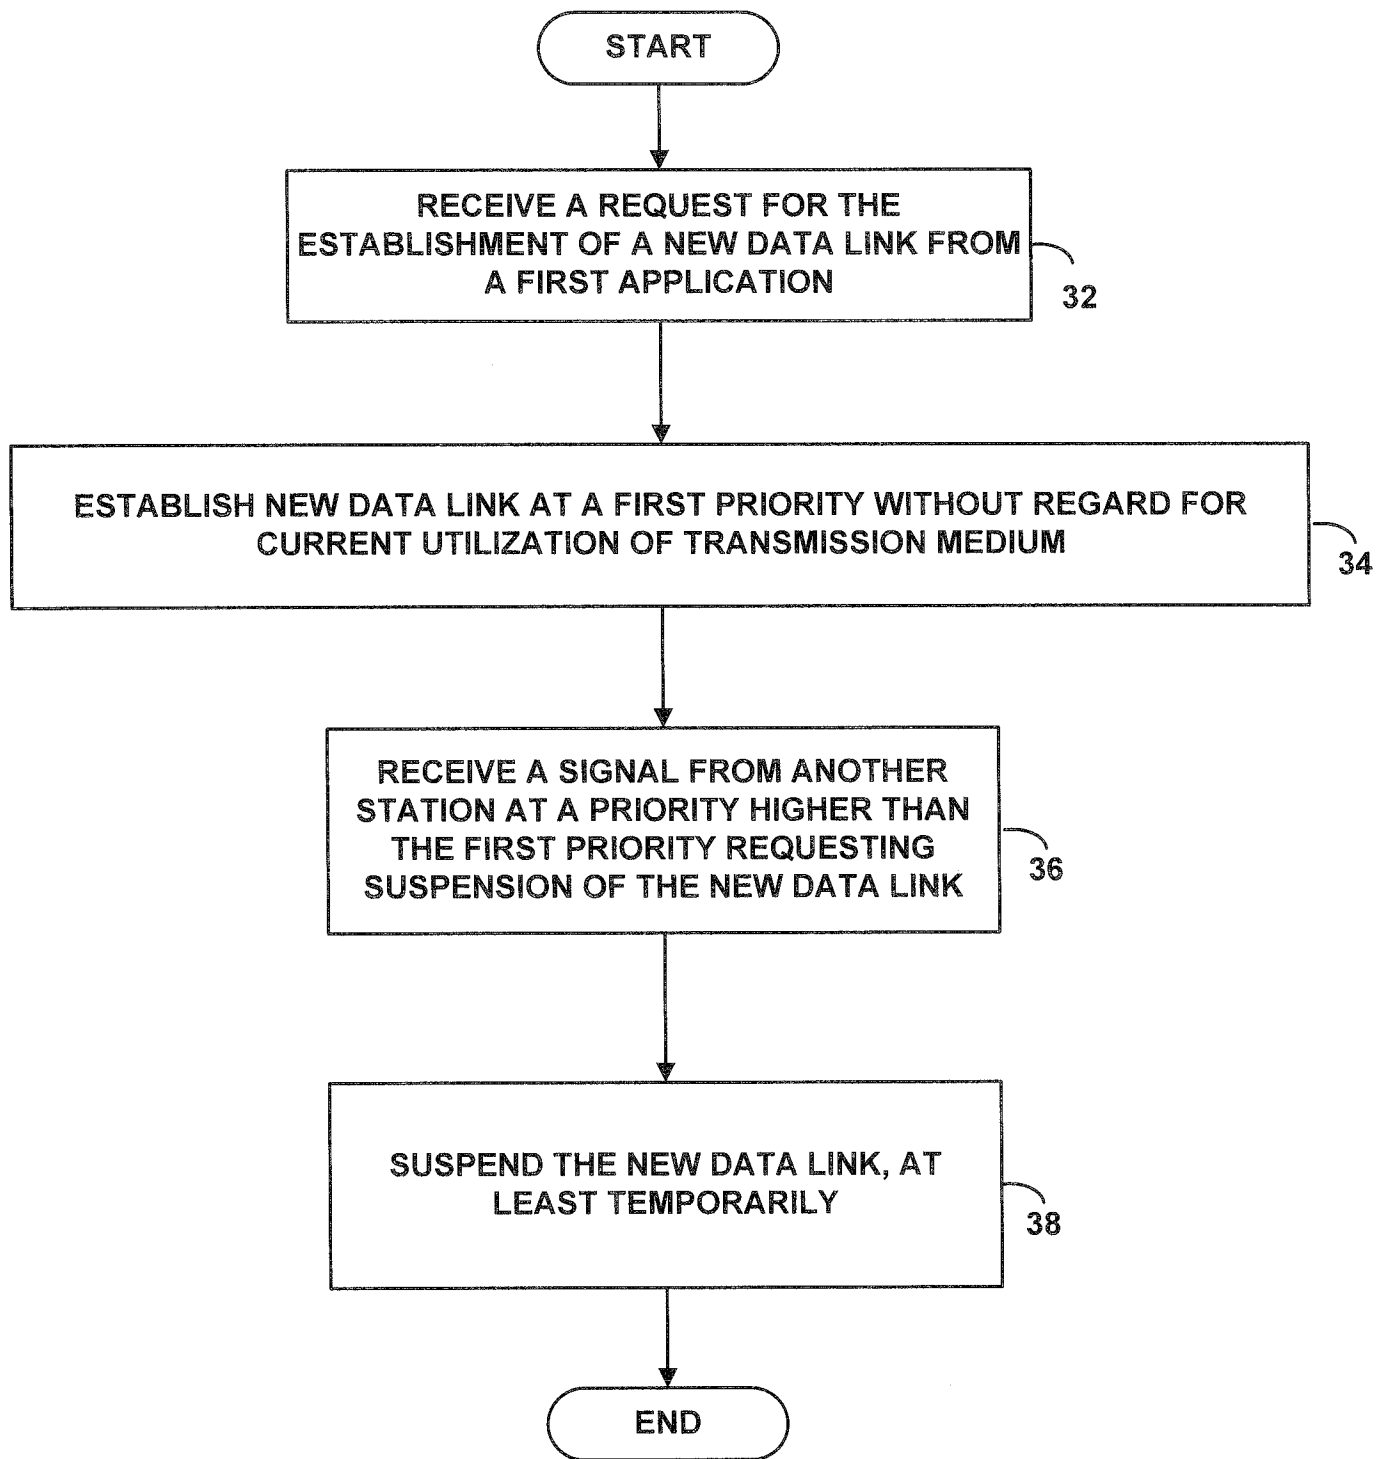 START
RECEIVE A REQUEST FOR THE
ESTABLISHMENT OF A NEW DATA LINK FROM
A FIRST APPLICATION
32
ESTABLISH NEW DATA LINK AT A FIRST PRIORITY WITHOUT REGARD FOR
CURRENT UTILIZATION OF TRANSMISSION MEDIUM
34
RECEIVE A SIGNAL FROM ANOTHER
STATION AT A PRIORITY HIGHER THAN
THE FIRST PRIORITY REQUESTING
SUSPENSION OF THE NEW DATA LINK
36
SUSPEND THE NEW DATA LINK, AT
LEAST TEMPORARILY
38
END